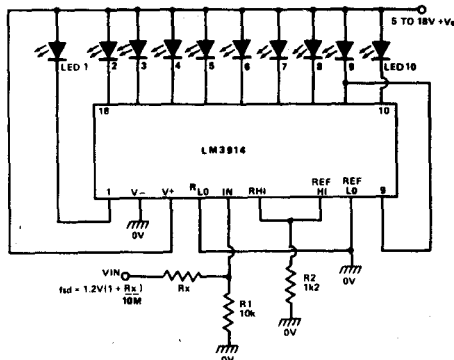 5 TO 18V +Ve
LED 1 2 3 4 5 6 7 8 9 LED10
18 10
LM3914
1 V- V+ RLO IN RHI REF HI REF LO 9
0V
0V
VIN Rx
fsd = 1.2V(1 + Rx/10M)
R1
10k
R2
1k2
0V
0V